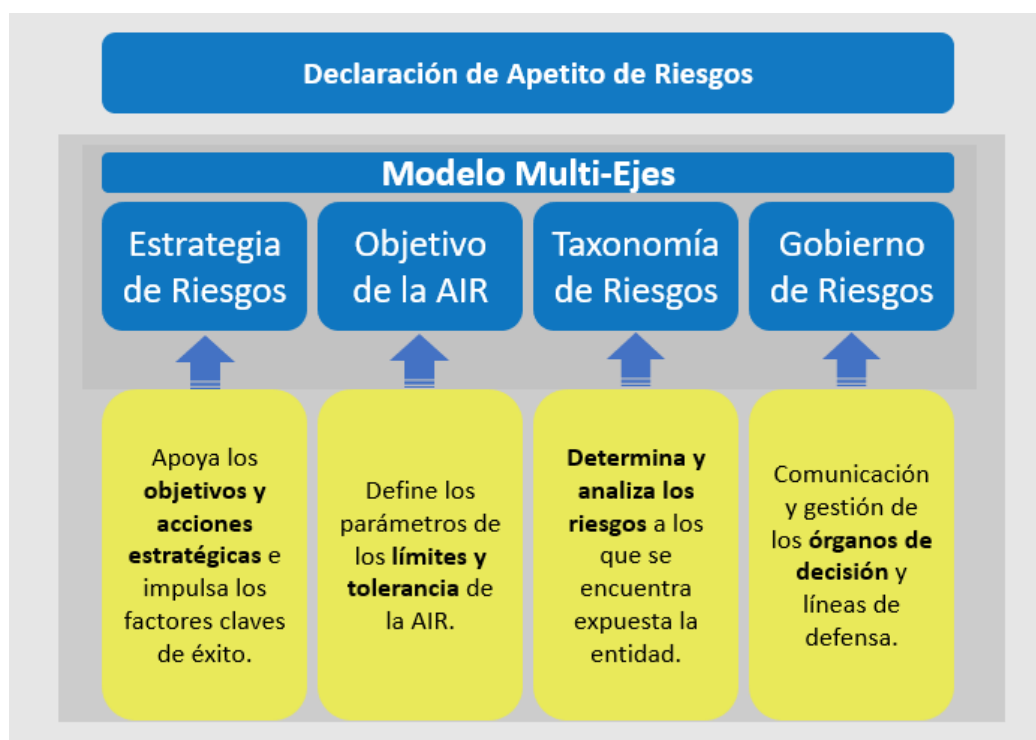 Declaración de Apetito de Riesgos
Modelo Multi-Ejes
Estrategia
de Riesgos
Objetivo
de la AIR
Taxonomía
de Riesgos
Gobierno
de Riesgos
Apoya los
objetivos y
acciones
estratégicas e
impulsa los
factores claves
de éxito.
Define los
parámetros de
los límites y
tolerancia de
la AIR.
Determina y
analiza los
riesgos a los
que se
encuentra
expuesta la
entidad.
Comunicación
y gestión de
los órganos de
decisión y
líneas de
defensa.